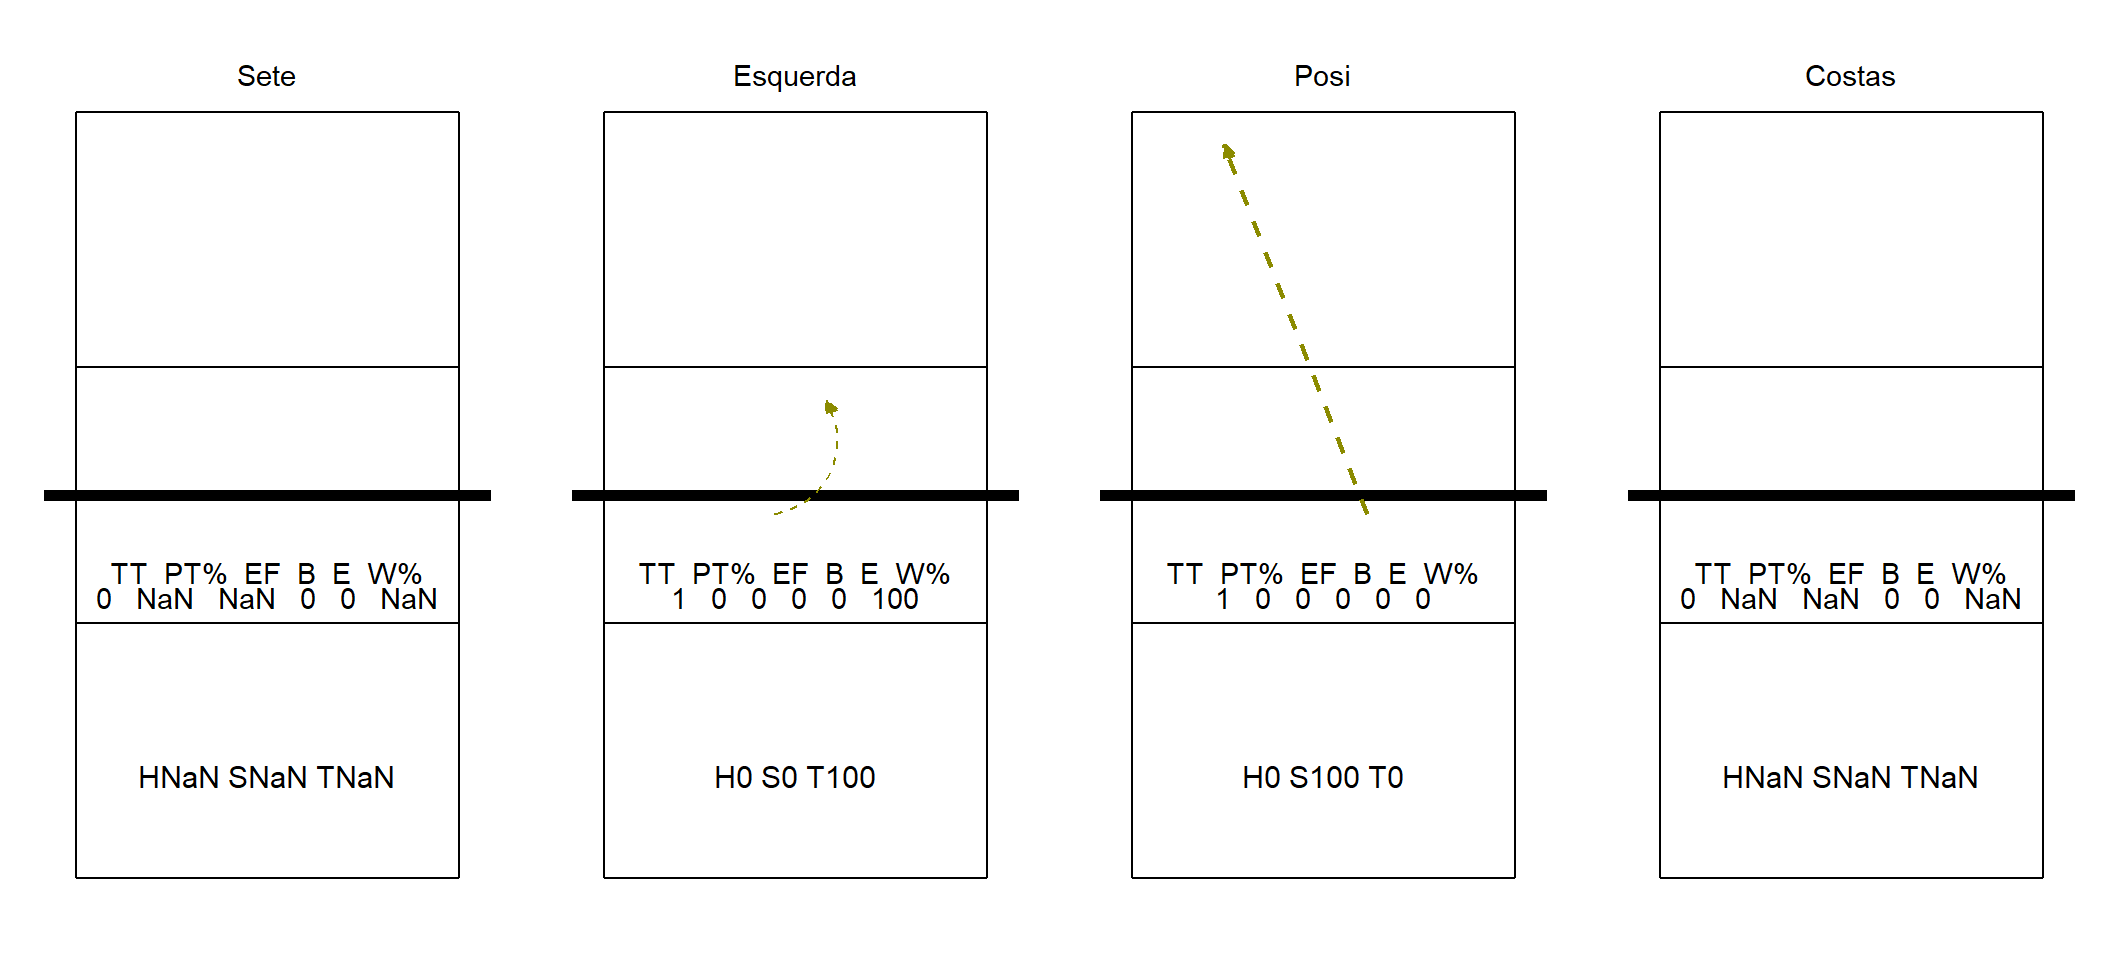 Sete
TT PT% EF B E W%
0 NaN NaN 0 0 NaN
HNaN SNaN TNaN
Esquerda
TT PT% EF B E W%
1 0 0 0 0 100
H0 S0 T100
Posi
TT PT% EF B E W%
1 0 0 0 0 0
H0 S100 T0
Costas
TT PT% EF B E W%
0 NaN NaN 0 0 NaN
HNaN SNaN TNaN